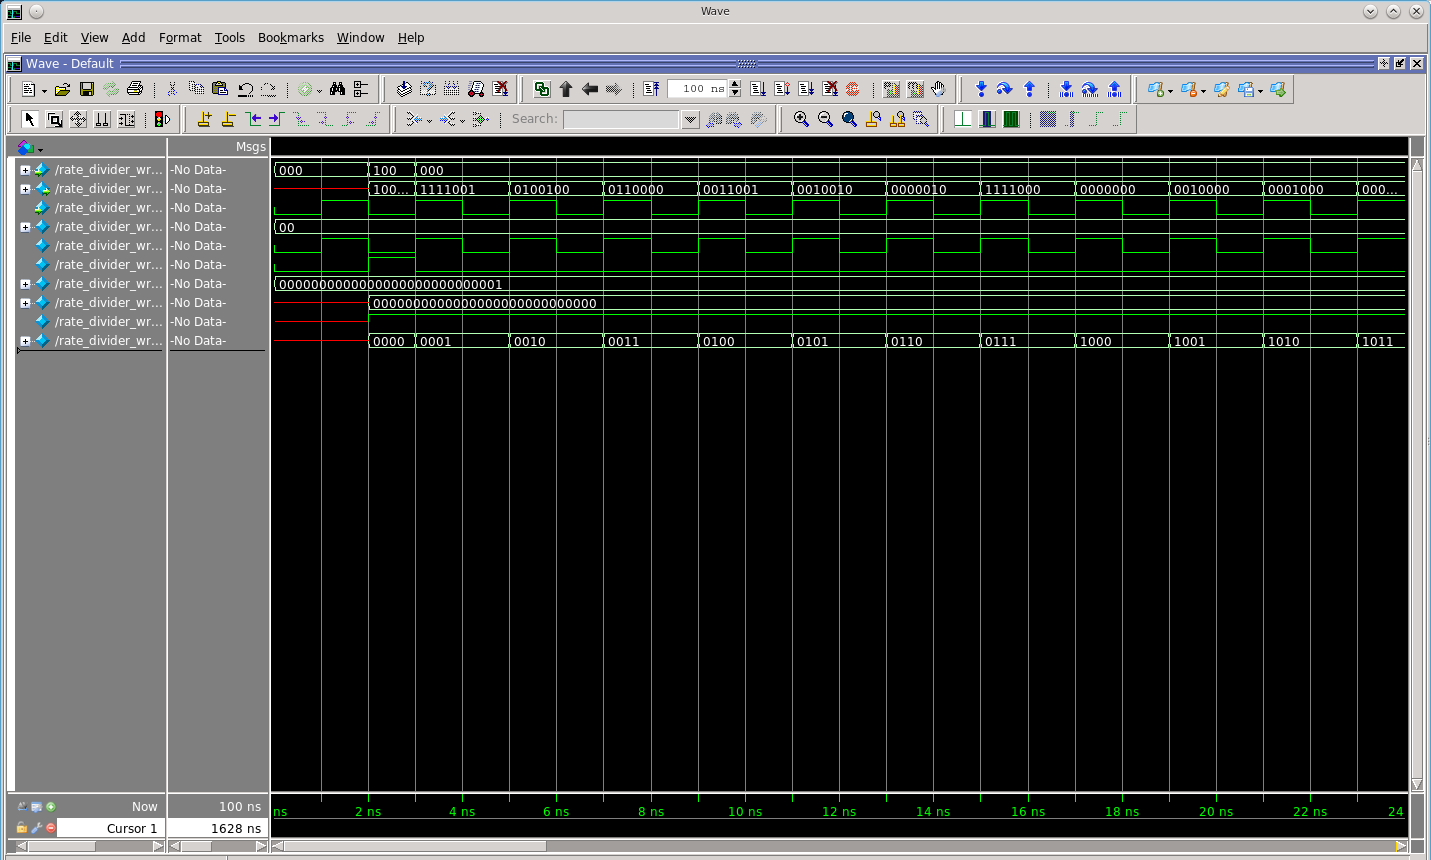 Wave
File Edit View Add Format Tools Bookmarks Window Help
Wave - Default
100 ns
Search:
Msgs
/rate_divider_wr... -No Data- 000 100 000
/rate_divider_wr... -No Data- 100... 1111001 0100100 0110000 0011001 0010010 0000010 1111000 0000000 0010000 0001000 000...
/rate_divider_wr... -No Data-
/rate_divider_wr... -No Data- 00
/rate_divider_wr... -No Data-
/rate_divider_wr... -No Data-
/rate_divider_wr... -No Data- 0000000000000000000000000001
/rate_divider_wr... -No Data- 0000000000000000000000000000
/rate_divider_wr... -No Data-
/rate_divider_wr... -No Data- 0000 0001 0010 0011 0100 0101 0110 0111 1000 1001 1010 1011
Now 100 ns ns 2 ns 4 ns 6 ns 8 ns 10 ns 12 ns 14 ns 16 ns 18 ns 20 ns 22 ns 24
Cursor 1 1628 ns